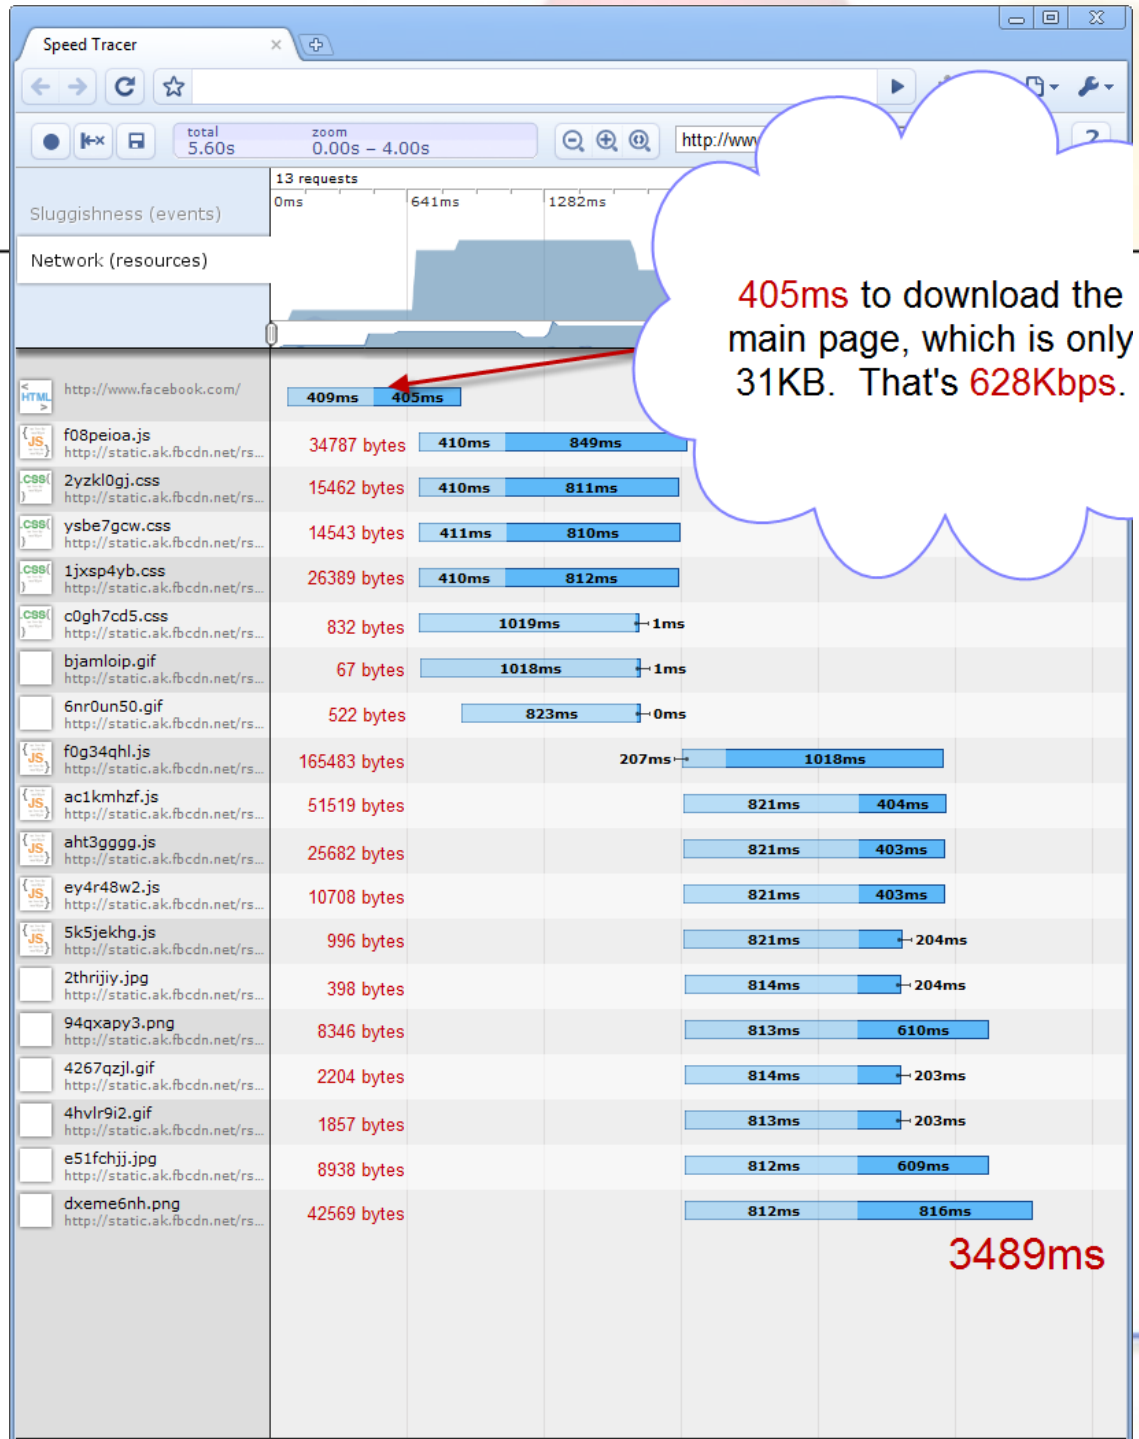 Speed Tracer
total
5.60s
zoom
0.00s – 4.00s
http://www
?
Sluggishness (events)
Network (resources)
13 requests
0ms
641ms
1282ms
405ms to download the
main page, which is only
31KB. That's 628Kbps.
<HTML> http://www.facebook.com/ 409ms 405ms
{JS} f08peioa.js 34787 bytes 410ms 849ms
http://static.ak.fbcdn.net/rs...
.css{} 2yzkl0gj.css 15462 bytes 410ms 811ms
http://static.ak.fbcdn.net/rs...
.css{} ysbe7gcw.css 14543 bytes 411ms 810ms
http://static.ak.fbcdn.net/rs...
.css{} 1jxsp4yb.css 26389 bytes 410ms 812ms
http://static.ak.fbcdn.net/rs...
.css{} c0gh7cd5.css 832 bytes 1019ms 1ms
http://static.ak.fbcdn.net/rs...
bjamloip.gif 67 bytes 1018ms 1ms
http://static.ak.fbcdn.net/rs...
6nr0un50.gif 522 bytes 823ms 0ms
http://static.ak.fbcdn.net/rs...
{JS} f0g34qhl.js 165483 bytes 207ms 1018ms
http://static.ak.fbcdn.net/rs...
{JS} ac1kmhzf.js 51519 bytes 821ms 404ms
http://static.ak.fbcdn.net/rs...
{JS} aht3gggg.js 25682 bytes 821ms 403ms
http://static.ak.fbcdn.net/rs...
{JS} ey4r48w2.js 10708 bytes 821ms 403ms
http://static.ak.fbcdn.net/rs...
{JS} 5k5jekhg.js 996 bytes 821ms 204ms
http://static.ak.fbcdn.net/rs...
2thrijiy.jpg 398 bytes 814ms 204ms
http://static.ak.fbcdn.net/rs...
94qxapy3.png 8346 bytes 813ms 610ms
http://static.ak.fbcdn.net/rs...
4267qzjl.gif 2204 bytes 814ms 203ms
http://static.ak.fbcdn.net/rs...
4hvlr9i2.gif 1857 bytes 813ms 203ms
http://static.ak.fbcdn.net/rs...
e51fchjj.jpg 8938 bytes 812ms 609ms
http://static.ak.fbcdn.net/rs...
dxeme6nh.png 42569 bytes 812ms 816ms
http://static.ak.fbcdn.net/rs...
3489ms